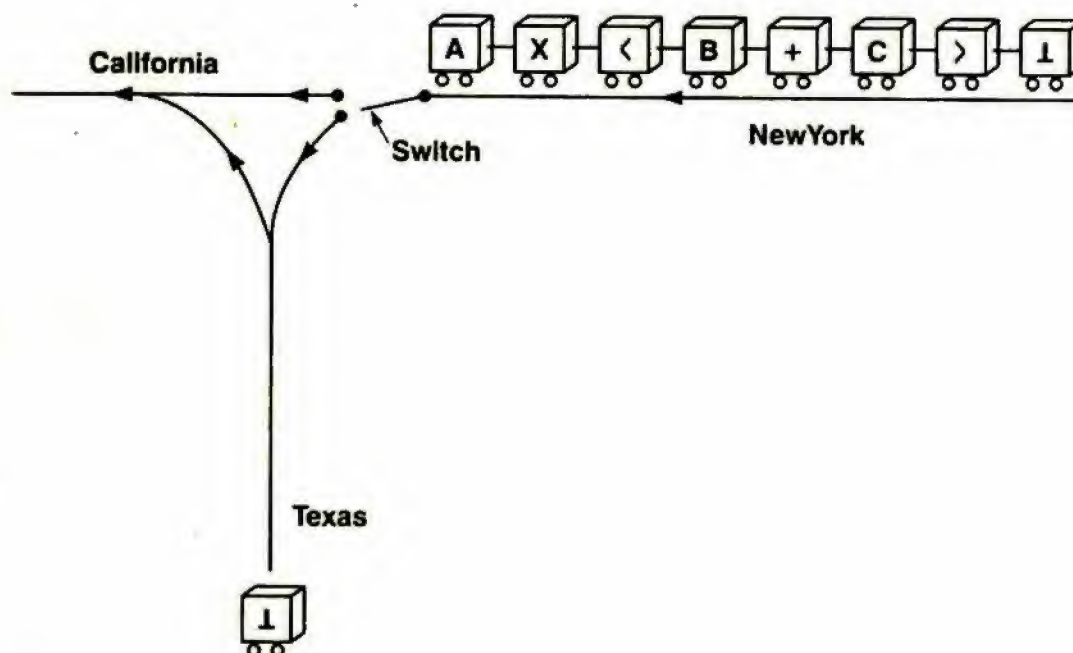 A X < B + C > ⊥
California
Switch
NewYork
Texas
⊥